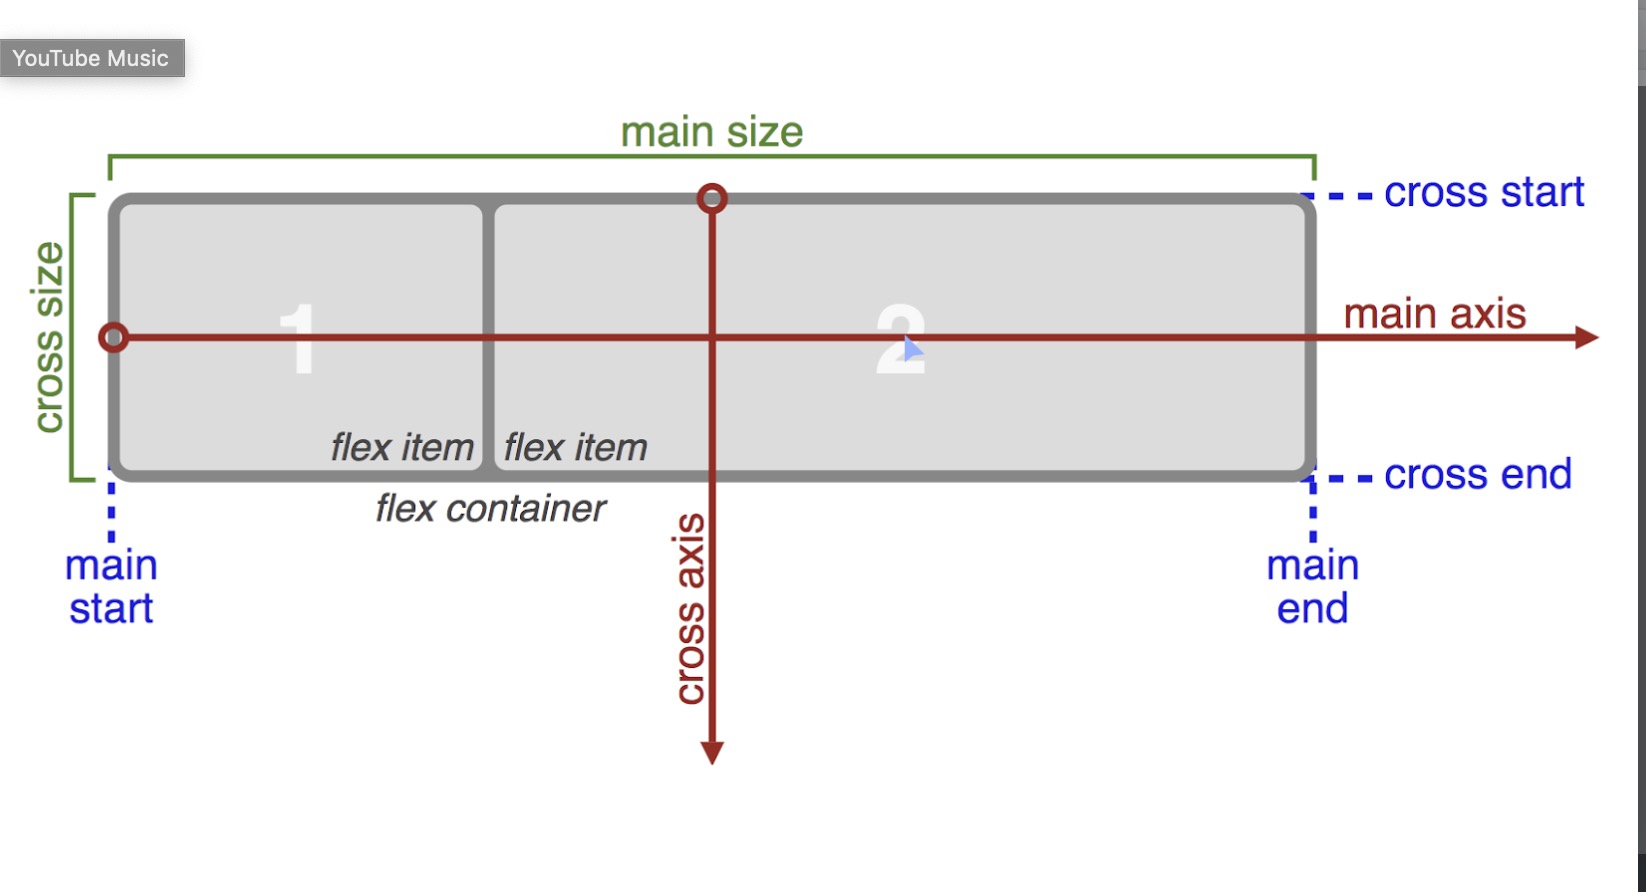 YouTube Music
main size
cross start
cross size
main axis
1
2
flex item
flex item
cross end
flex container
cross axis
main
start
main
end